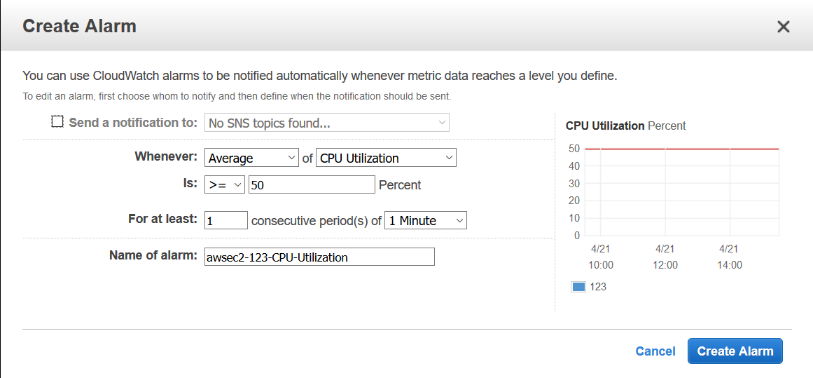 Create Alarm
You can use CloudWatch alarms to be notified automatically whenever metric data reaches a level you define.
To edit an alarm, first choose whom to notify and then define when the notification should be sent.
Send a notification to: No SNS topics found...
Whenever: Average of CPU Utilization
Is: >= 50 Percent
For at least: 1 consecutive period(s) of 1 Minute
Name of alarm: awsec2-123-CPU-Utilization
CPU Utilization Percent
50
40
30
20
10
0
4/21 4/21 4/21
10:00 12:00 14:00
123
Cancel Create Alarm